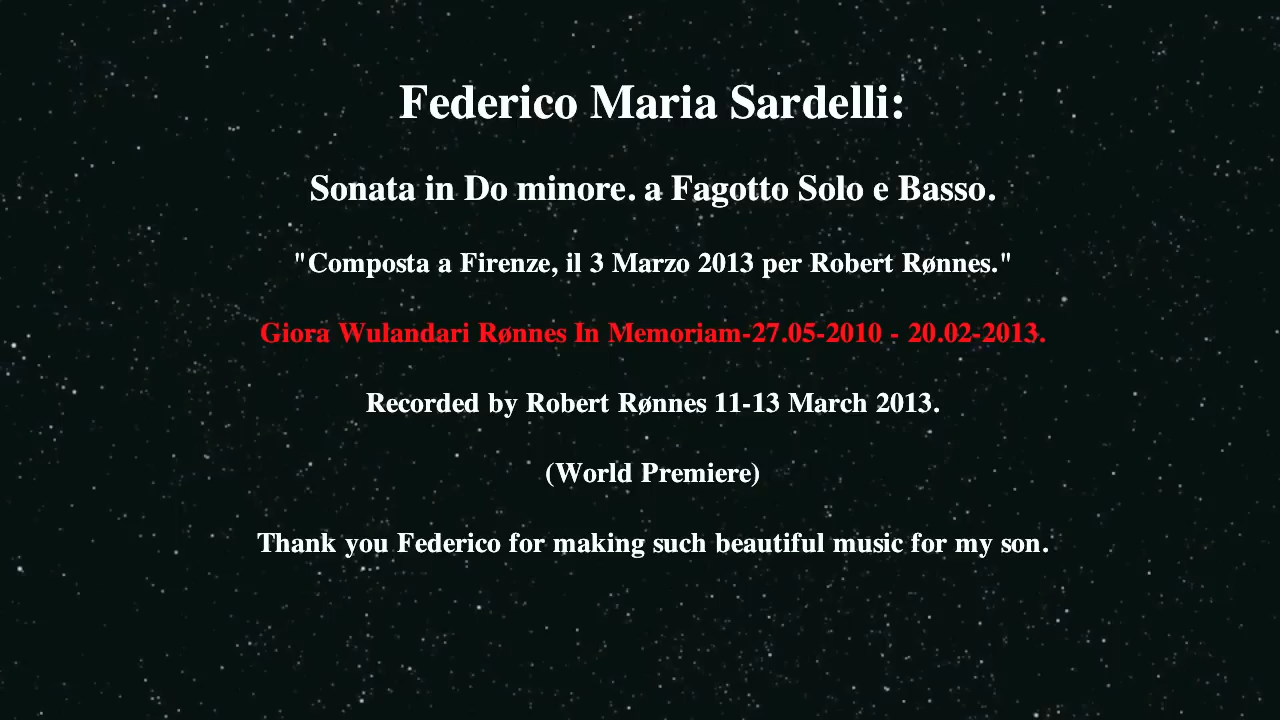 Federico Maria Sardelli:
Sonata in Do minore. a Fagotto Solo e Basso.
"Composta a Firenze, il 3 Marzo 2013 per Robert Rønnes."
Giora Wulandari Rønnes In Memoriam-27.05-2010 - 20.02-2013.
Recorded by Robert Rønnes 11-13 March 2013.
(World Premiere)
Thank you Federico for making such beautiful music for my son.